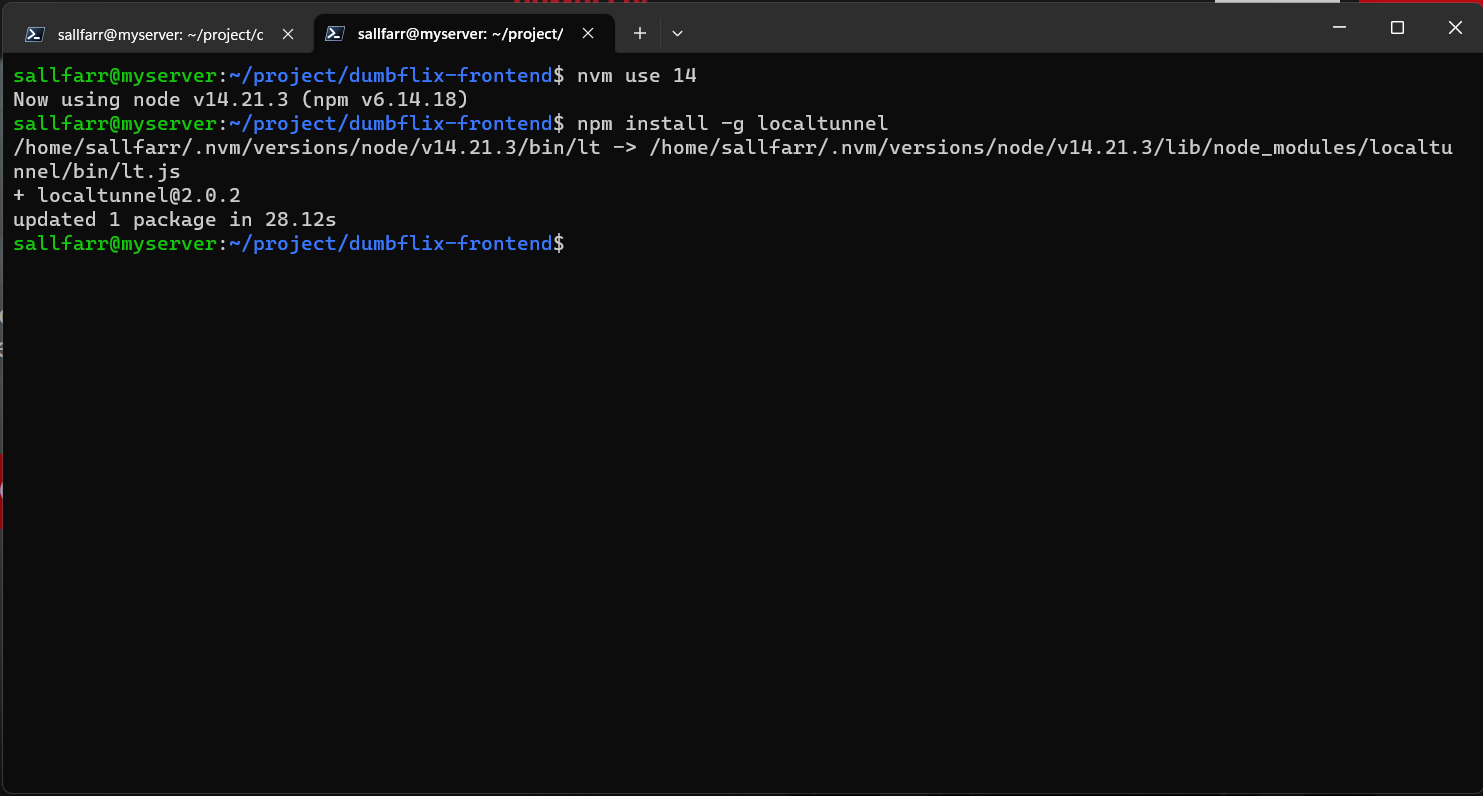 sallfarr@myserver: ~/project/c
sallfarr@myserver: ~/project/
sallfarr@myserver:~/project/dumbflix-frontend$ nvm use 14
Now using node v14.21.3 (npm v6.14.18)
sallfarr@myserver:~/project/dumbflix-frontend$ npm install -g localtunnel
/home/sallfarr/.nvm/versions/node/v14.21.3/bin/lt -> /home/sallfarr/.nvm/versions/node/v14.21.3/lib/node_modules/localtu
nnel/bin/lt.js
+ localtunnel@2.0.2
updated 1 package in 28.12s
sallfarr@myserver:~/project/dumbflix-frontend$